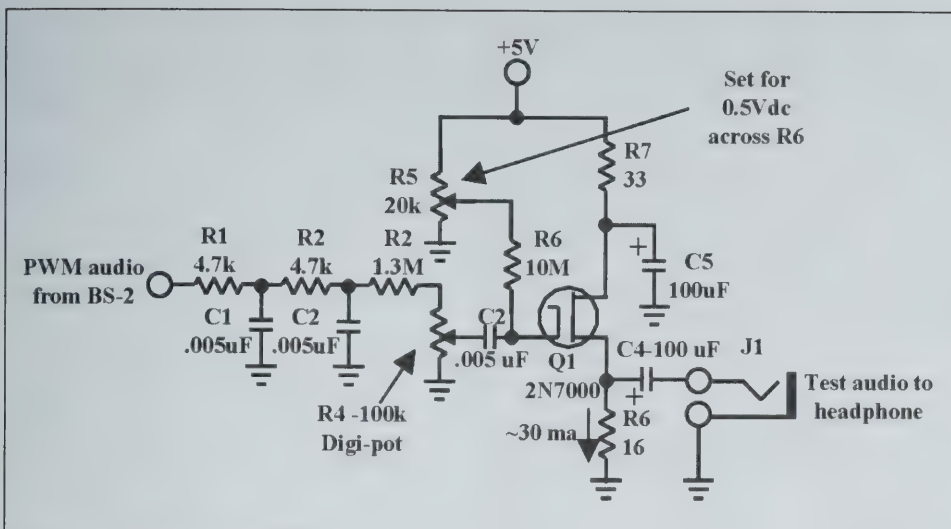 +5V
Set for
0.5Vdc
across R6
R7
33
R5
20k
R1
4.7k
R2
4.7k
R2
1.3M
R6
10M
+
C5
100uF
PWM audio
from BS-2
C1
.005uF
C2
.005uF
C2
.005 uF
Q1
2N7000
C4-100 uF
J1
+
Test audio to
headphone
R4 -100k
Digi-pot
~30 ma
R6
16